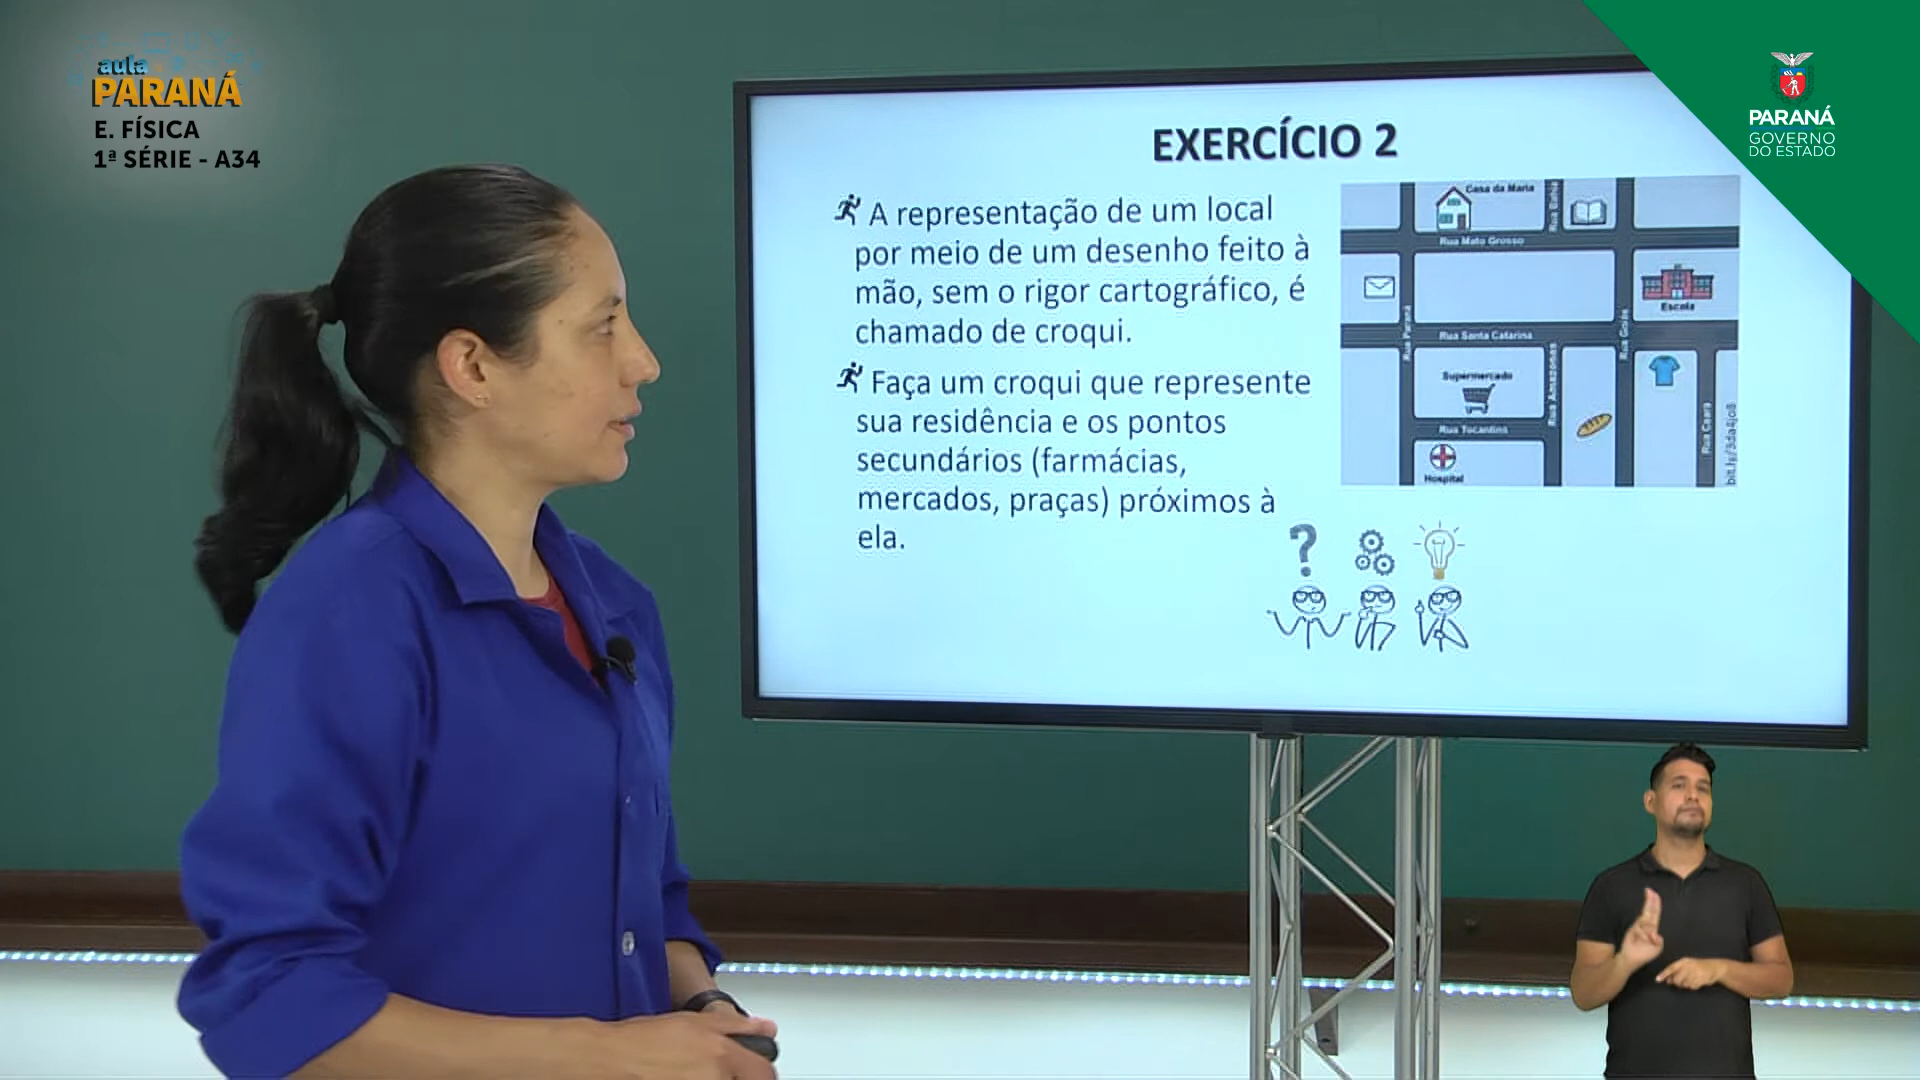 aula
PARANÁ
E. FÍSICA
1ª SÉRIE - A34
PARANÁ
GOVERNO
DO ESTADO
EXERCÍCIO 2
A representação de um local
por meio de um desenho feito à
mão, sem o rigor cartográfico, é
chamado de croqui.
Faça um croqui que represente
sua residência e os pontos
secundários (farmácias,
mercados, praças) próximos à
ela.
Casa da Maria
Rua Bahia
Rua Mato Grosso
Escola
Rua Paraná
Rua Goiás
Rua Santa Catarina
Supermercado
Rua Amazonas
Rua Tocantins
Rua Ceará
Hospital
bit.ly/3da4jo8
?